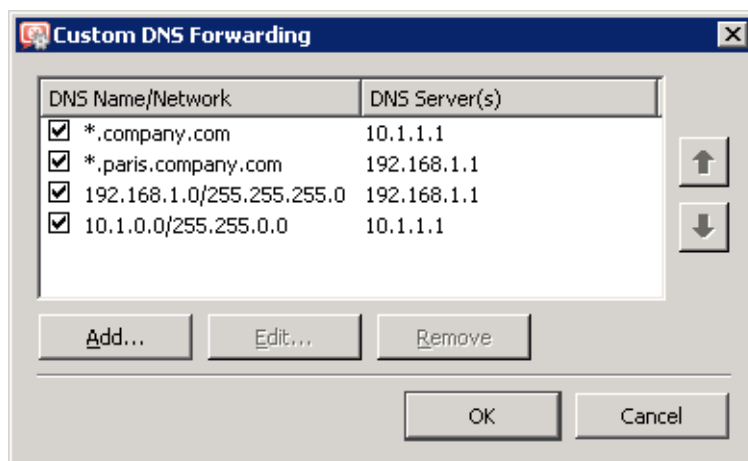 Custom DNS Forwarding
DNS Name/Network DNS Server(s)
*.company.com 10.1.1.1
*.paris.company.com 192.168.1.1
192.168.1.0/255.255.255.0 192.168.1.1
10.1.0.0/255.255.0.0 10.1.1.1
Add... Edit... Remove
OK Cancel